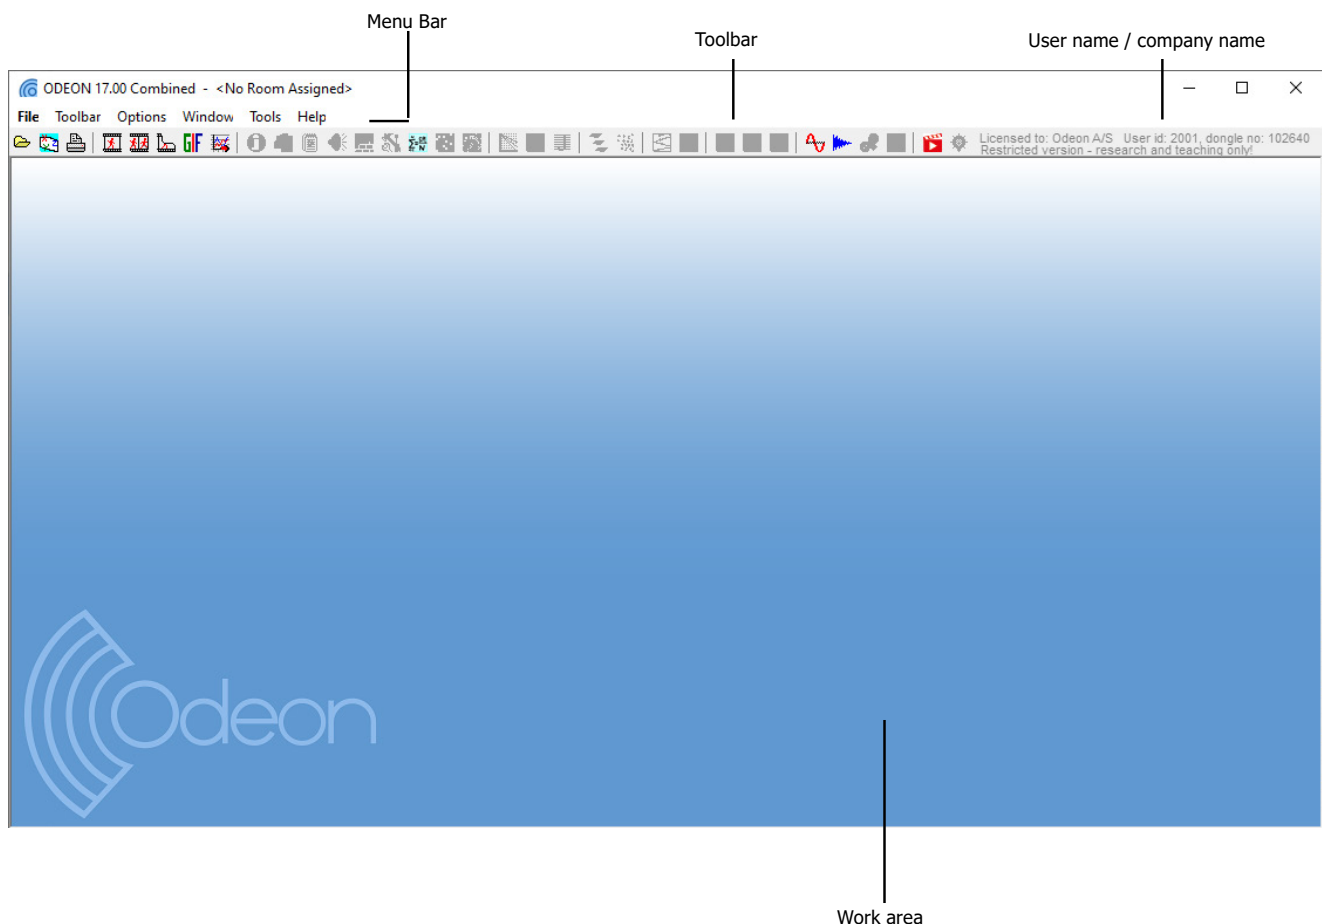 Menu Bar
Toolbar
User name / company name
ODEON 17.00 Combined - <No Room Assigned>
File Toolbar Options Window Tools Help
GIF
Licensed to: Odeon A/S User id: 2001, dongle no: 102640
Restricted version - research and teaching only!
Odeon
Work area